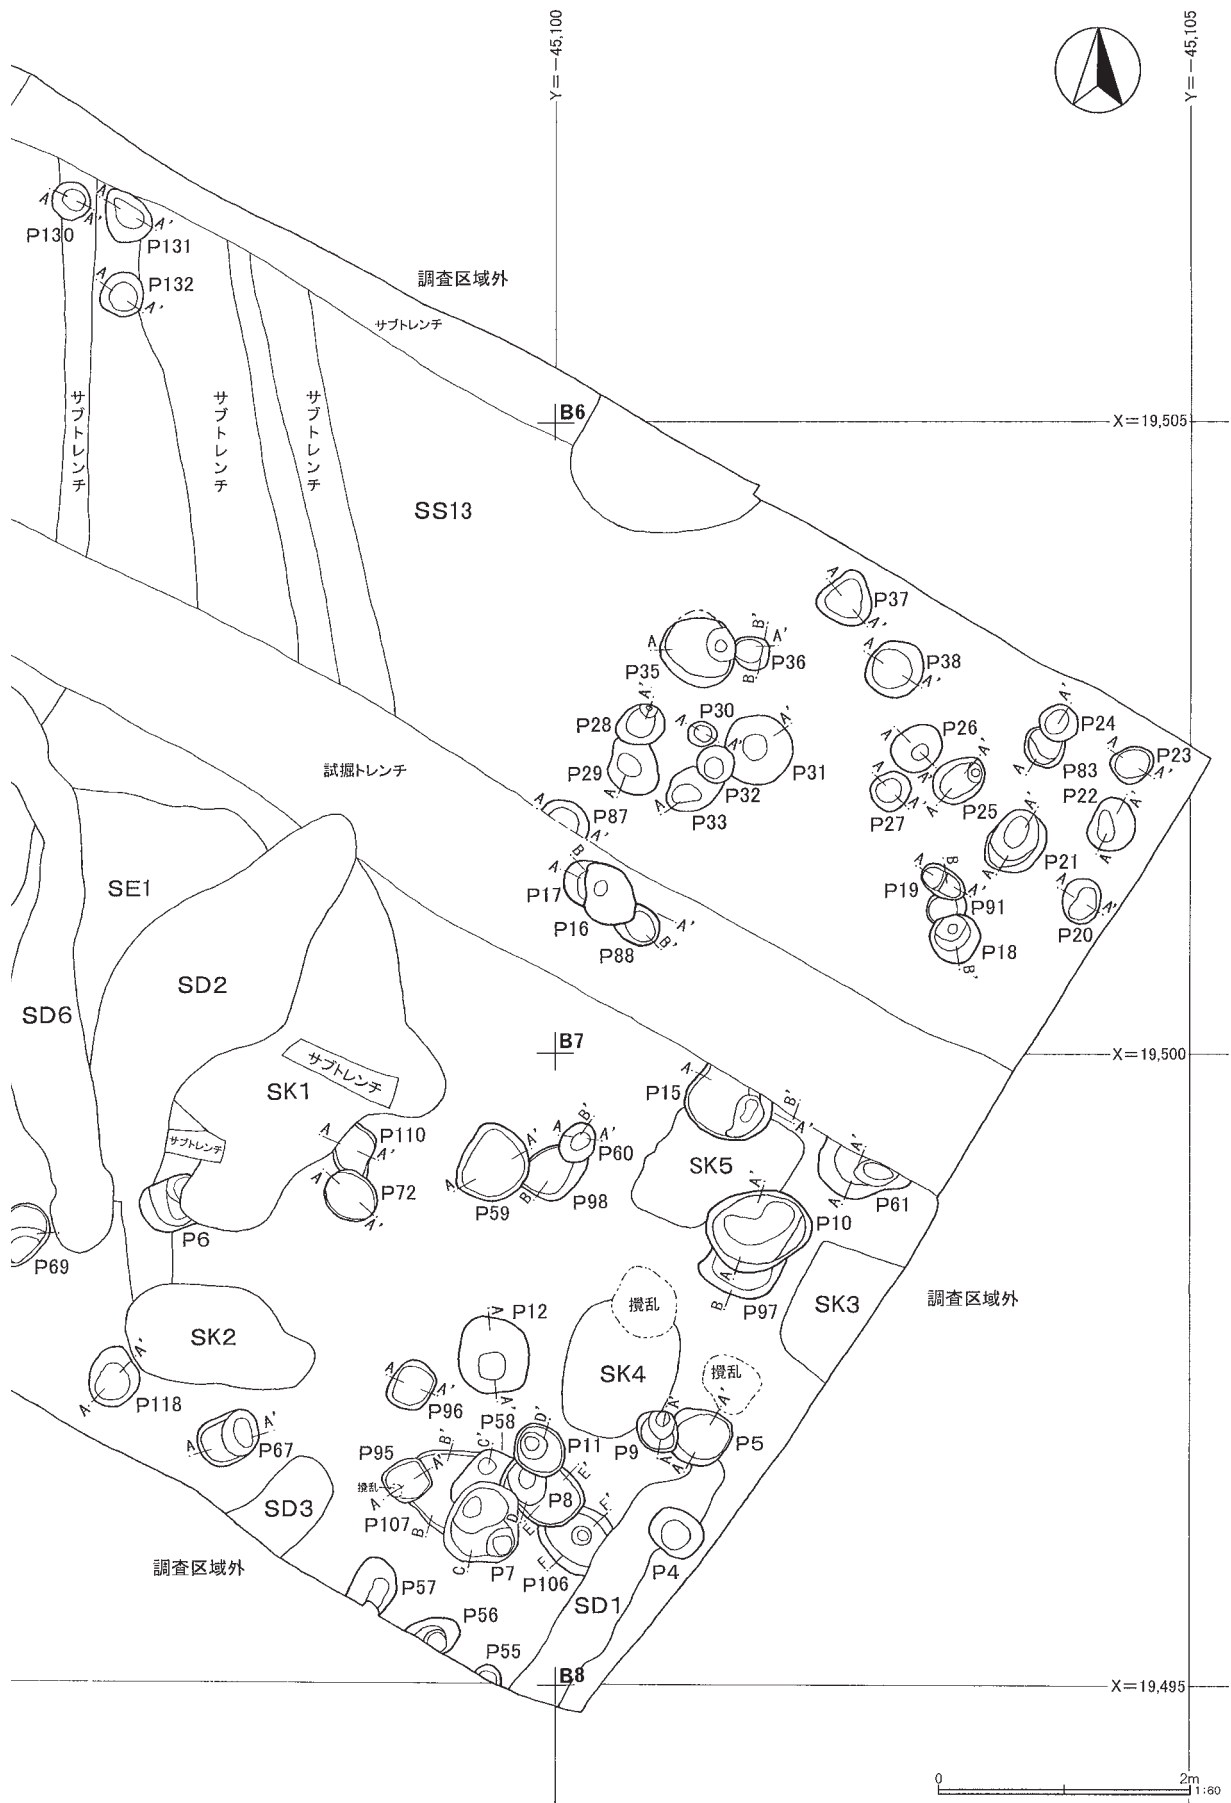 Y=-45,100
Y=-45,105
A
A'
P130
A
A'
P131
A
A'
P132
調査区域外
サブトレンチ
サブトレンチ
サブトレンチ
サブトレンチ
B6
X=19,505
SS13
A
A'
P37
A
A'
P38
A
B'
A'
B
P35
P36
A'
P28
P29
A
P30
A
A'
A'
P31
P32
A
P33
P26
A'
P27
A'
A'
A
P25
A'
P24
A
P83
A
A'
P23
P22
A'
A
A'
A
P21
A
A'
P20
試掘トレンチ
A
P87
A'
B
A
P17
P16
P88
A'
B'
A
B
P19
A'
P91
P18
B'
SE1
SD2
SD6
B7
X=19,500
サブトレンチ
SK1
サブトレンチ
A
P15
B'
A'
A
P110
A'
A
P72
A'
A'
A
P59
A
B'
A'
P60
B
P98
SK5
A'
A
P61
P6
P69
A'
P10
A
B
P97
SK3
調査区域外
撹乱
SK2
A
P12
A'
SK4
撹乱
A'
A
P118
A
A'
P96
P58
A
A'
P67
P95
撹乱
A
A'
B'
B
P107
C'
C
P7
D'
D
P11
P8
E'
E
F'
F
P106
P9
A'
A
A'
A
P5
P4
SD3
SD1
調査区域外
P57
P56
P55
B8
X=19,495
0
2m
1:60